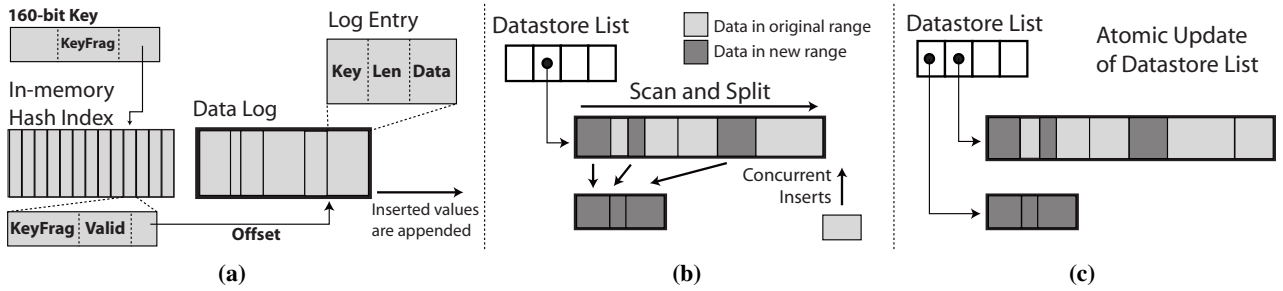 160-bit Key
KeyFrag
In-memory
Hash Index
KeyFrag Valid
Offset
Data Log
Log Entry
Key Len Data
Inserted values
are appended
(a)
Datastore List
Data in original range
Data in new range
Scan and Split
Concurrent
Inserts
(b)
Atomic Update
of Datastore List
(c)